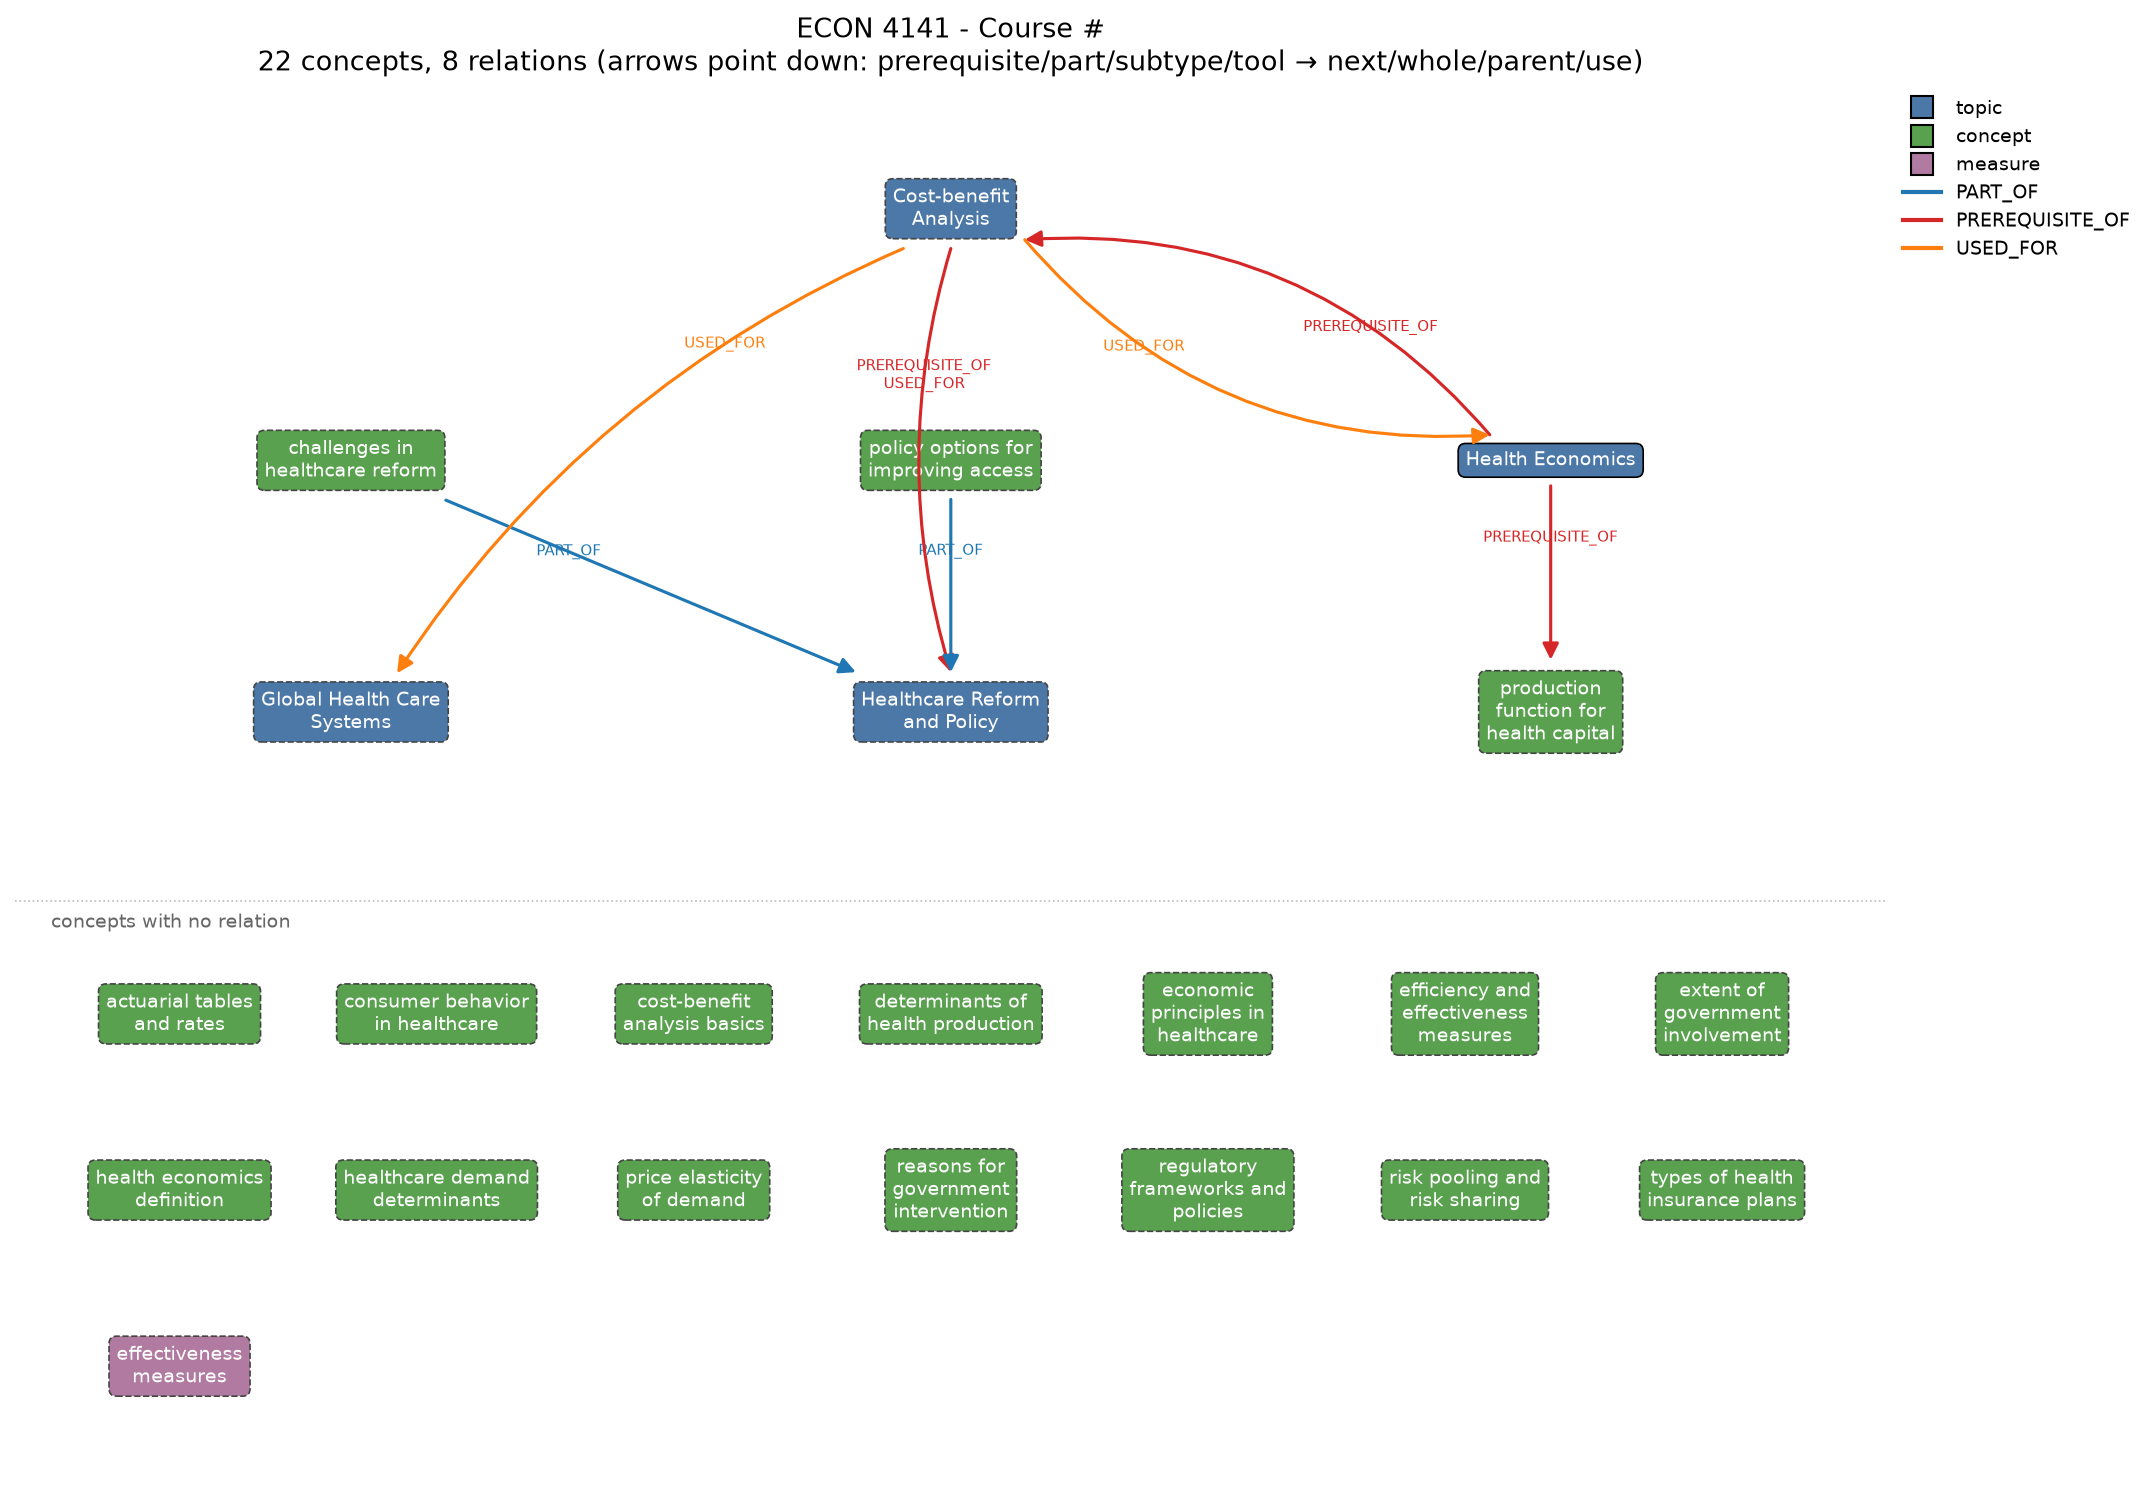 ECON 4141 - Course #
22 concepts, 8 relations (arrows point down: prerequisite/part/subtype/tool → next/whole/parent/use)
topic
concept
measure
PART_OF
PREREQUISITE_OF
USED_FOR
Cost-benefit
Analysis
USED_FOR
PREREQUISITE_OF
USED_FOR
USED_FOR
PREREQUISITE_OF
challenges in
healthcare reform
policy options for
improving access
Health Economics
PART_OF
PART_OF
PREREQUISITE_OF
Global Health Care
Systems
Healthcare Reform
and Policy
production
function for
health capital
concepts with no relation
actuarial tables
and rates
consumer behavior
in healthcare
cost-benefit
analysis basics
determinants of
health production
economic
principles in
healthcare
efficiency and
effectiveness
measures
extent of
government
involvement
health economics
definition
healthcare demand
determinants
price elasticity
of demand
reasons for
government
intervention
regulatory
frameworks and
policies
risk pooling and
risk sharing
types of health
insurance plans
effectiveness
measures